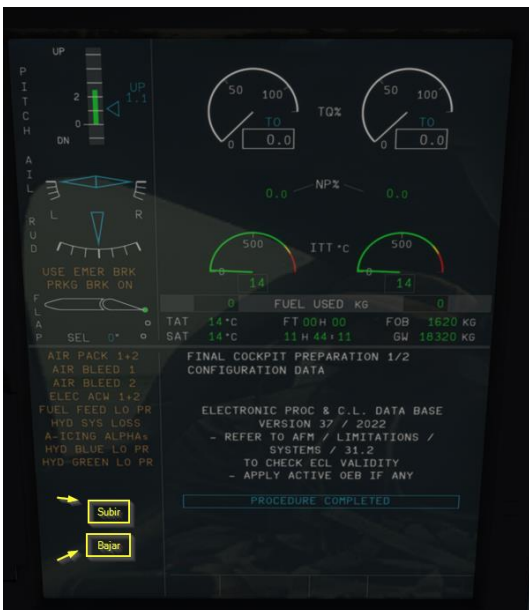 UP
PITCH
2
UP
1.1
0
DN
50 100 TQ% 50 100
TO TO
0 0.0 0 0.0
0.0 NP% 0.0
AIL
L R
RUD
500 ITT °C 500
14 14
USE EMER BRK
PRKG BRK ON
0 FUEL USED KG 0
FLAP
SEL 0°
0
0
TAT 14°C FT 00H 00 FOB 1620 KG
SAT 14°C 11 H 44:11 GW 18320 KG
AIR PACK 1+2
AIR BLEED 1
AIR BLEED 2
ELEC ACW 1+2
FUEL FEED LO PR
HYD SYS LOSS
A-ICING ALPHAs
HYD BLUE LO PR
HYD GREEN LO PR
FINAL COCKPIT PREPARATION 1/2
CONFIGURATION DATA
ELECTRONIC PROC & C.L. DATA BASE
VERSION 37 / 2022
- REFER TO AFM / LIMITATIONS /
SYSTEMS / 31.2
TO CHECK ECL VALIDITY
- APPLY ACTIVE OEB IF ANY
PROCEDURE COMPLETED
Subir
Bajar